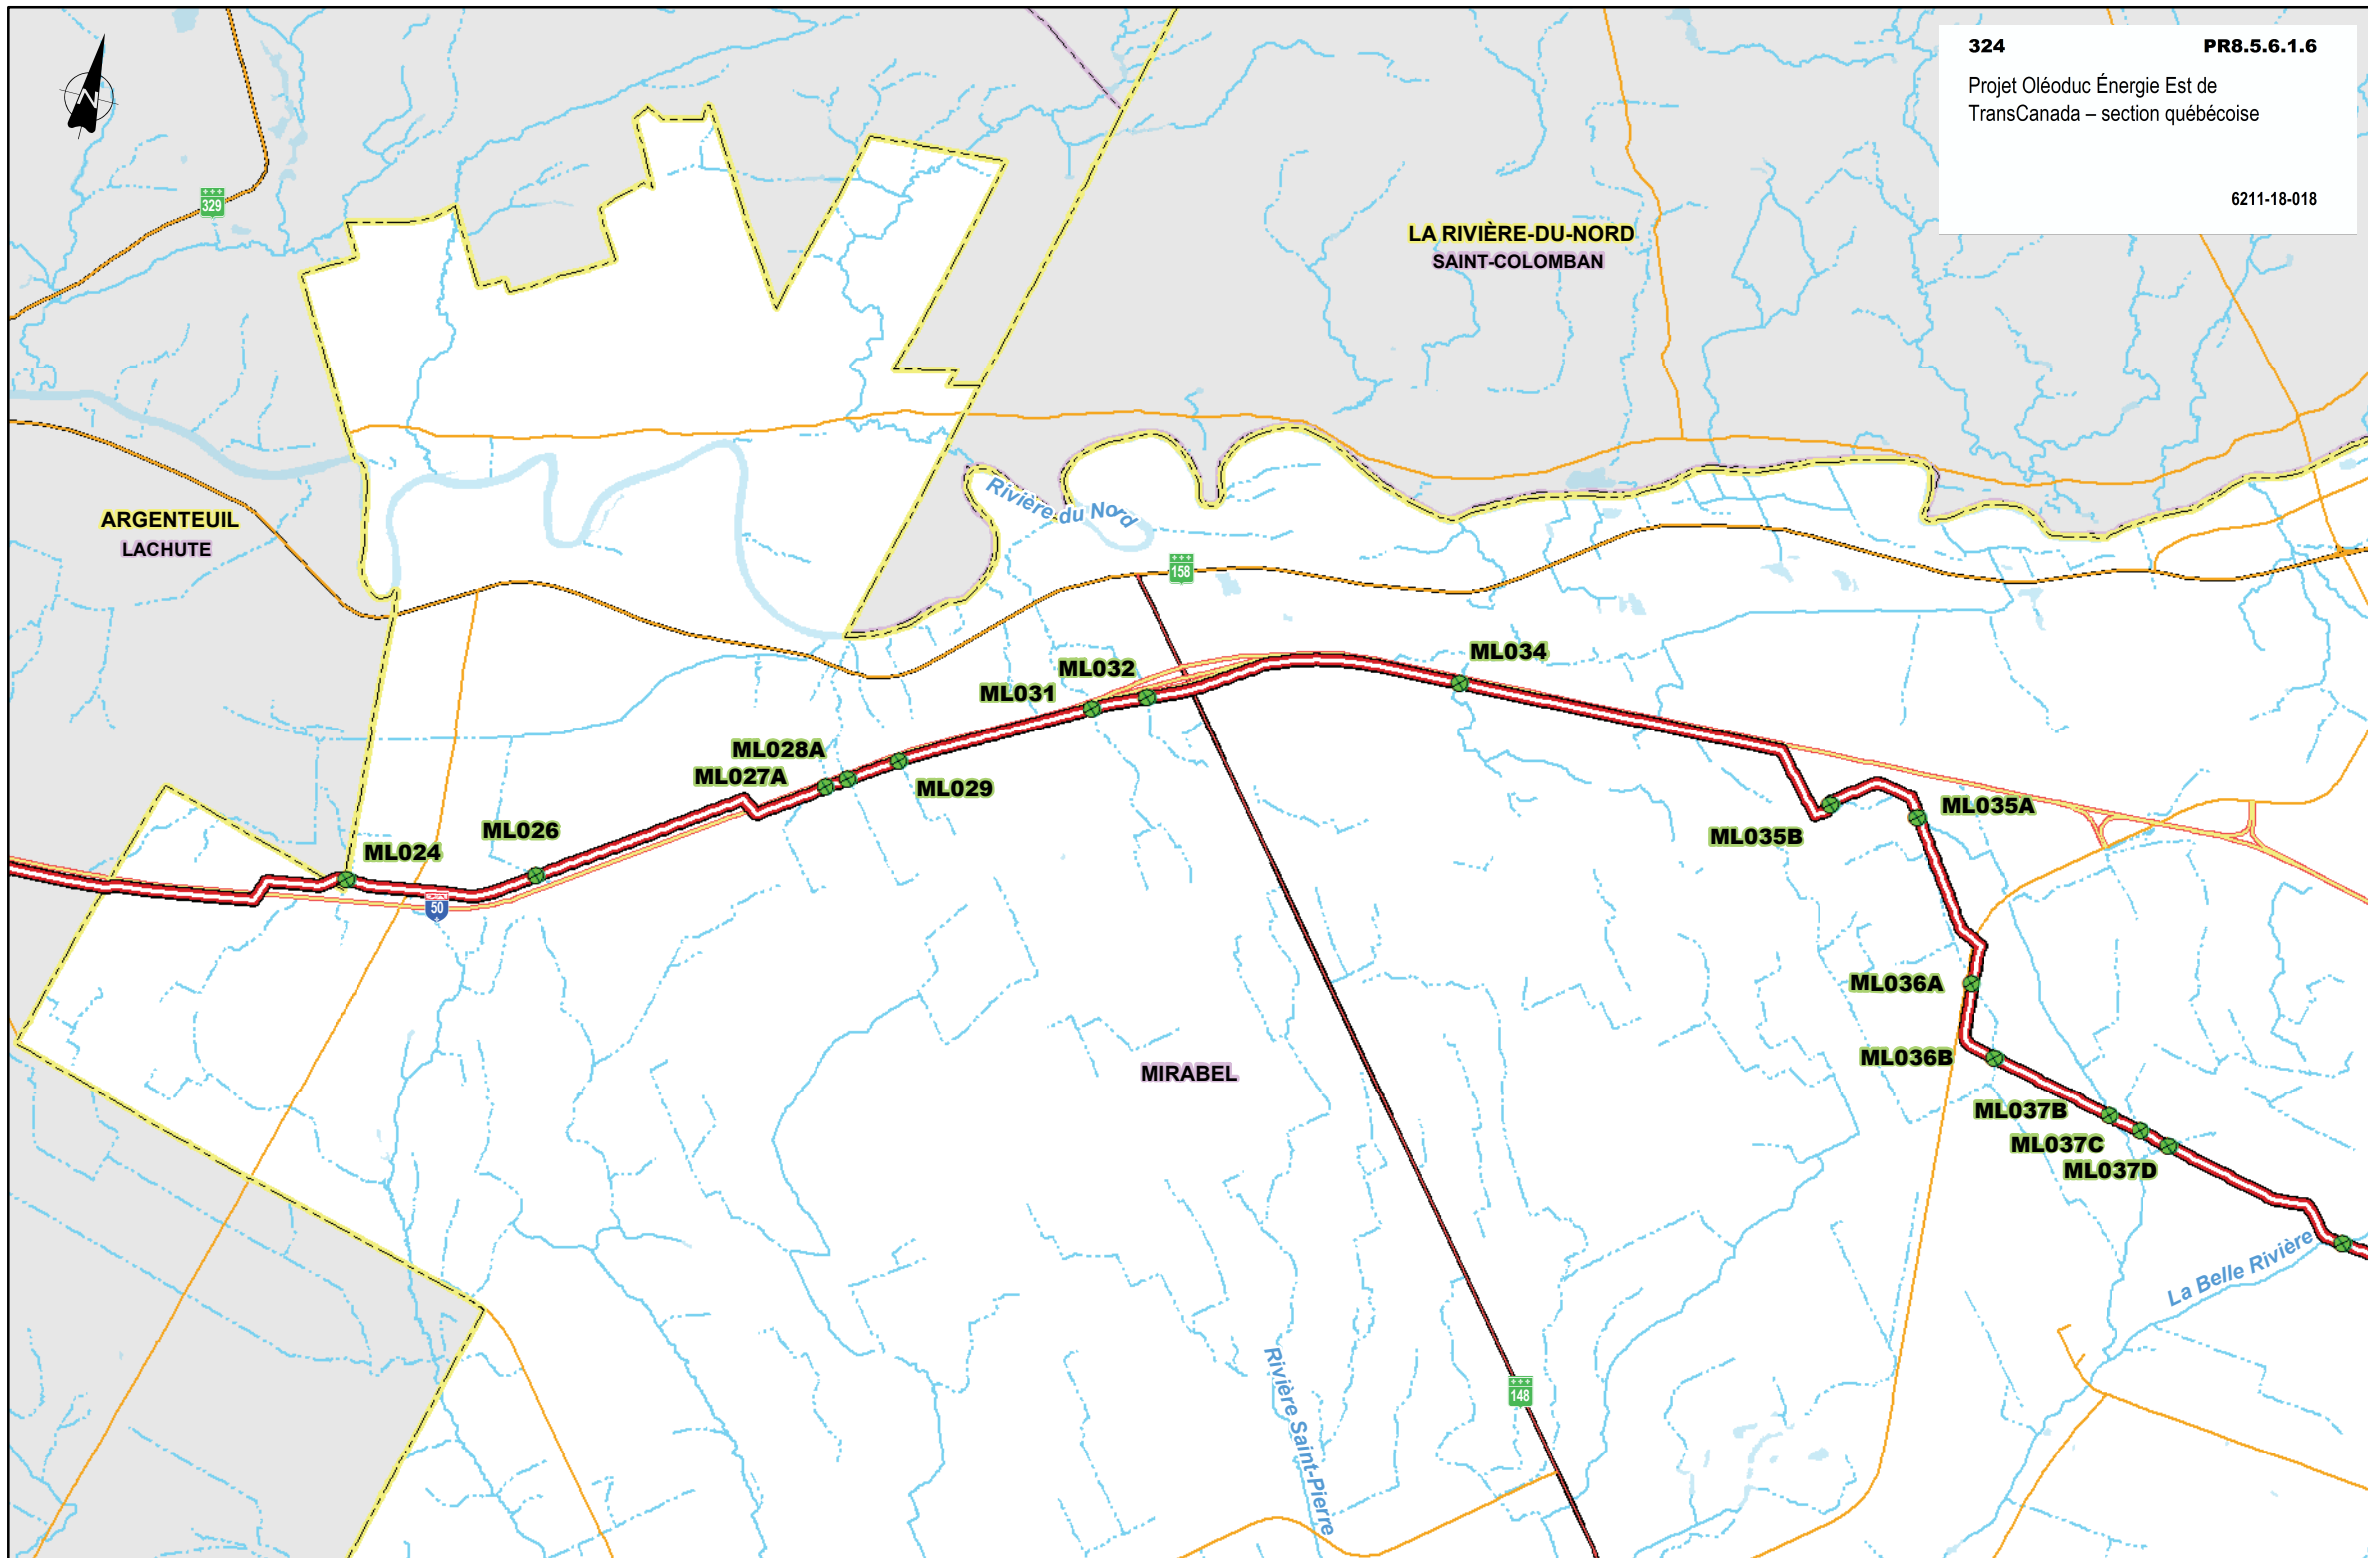 324 PR8.5.6.1.6
Projet Oléoduc Énergie Est de
TransCanada – section québécoise
6211-18-018
N
329
LA RIVIÈRE-DU-NORD
SAINT-COLOMBAN
ARGENTEUIL
LACHUTE
Rivière du Nord
158
ML034
ML032
ML031
ML028A
ML027A
ML029
ML026
ML024
50
ML035A
ML035B
ML036A
ML036B
MIRABEL
ML037B
ML037C
ML037D
La Belle Rivière
Rivière Saint-Pierre
148